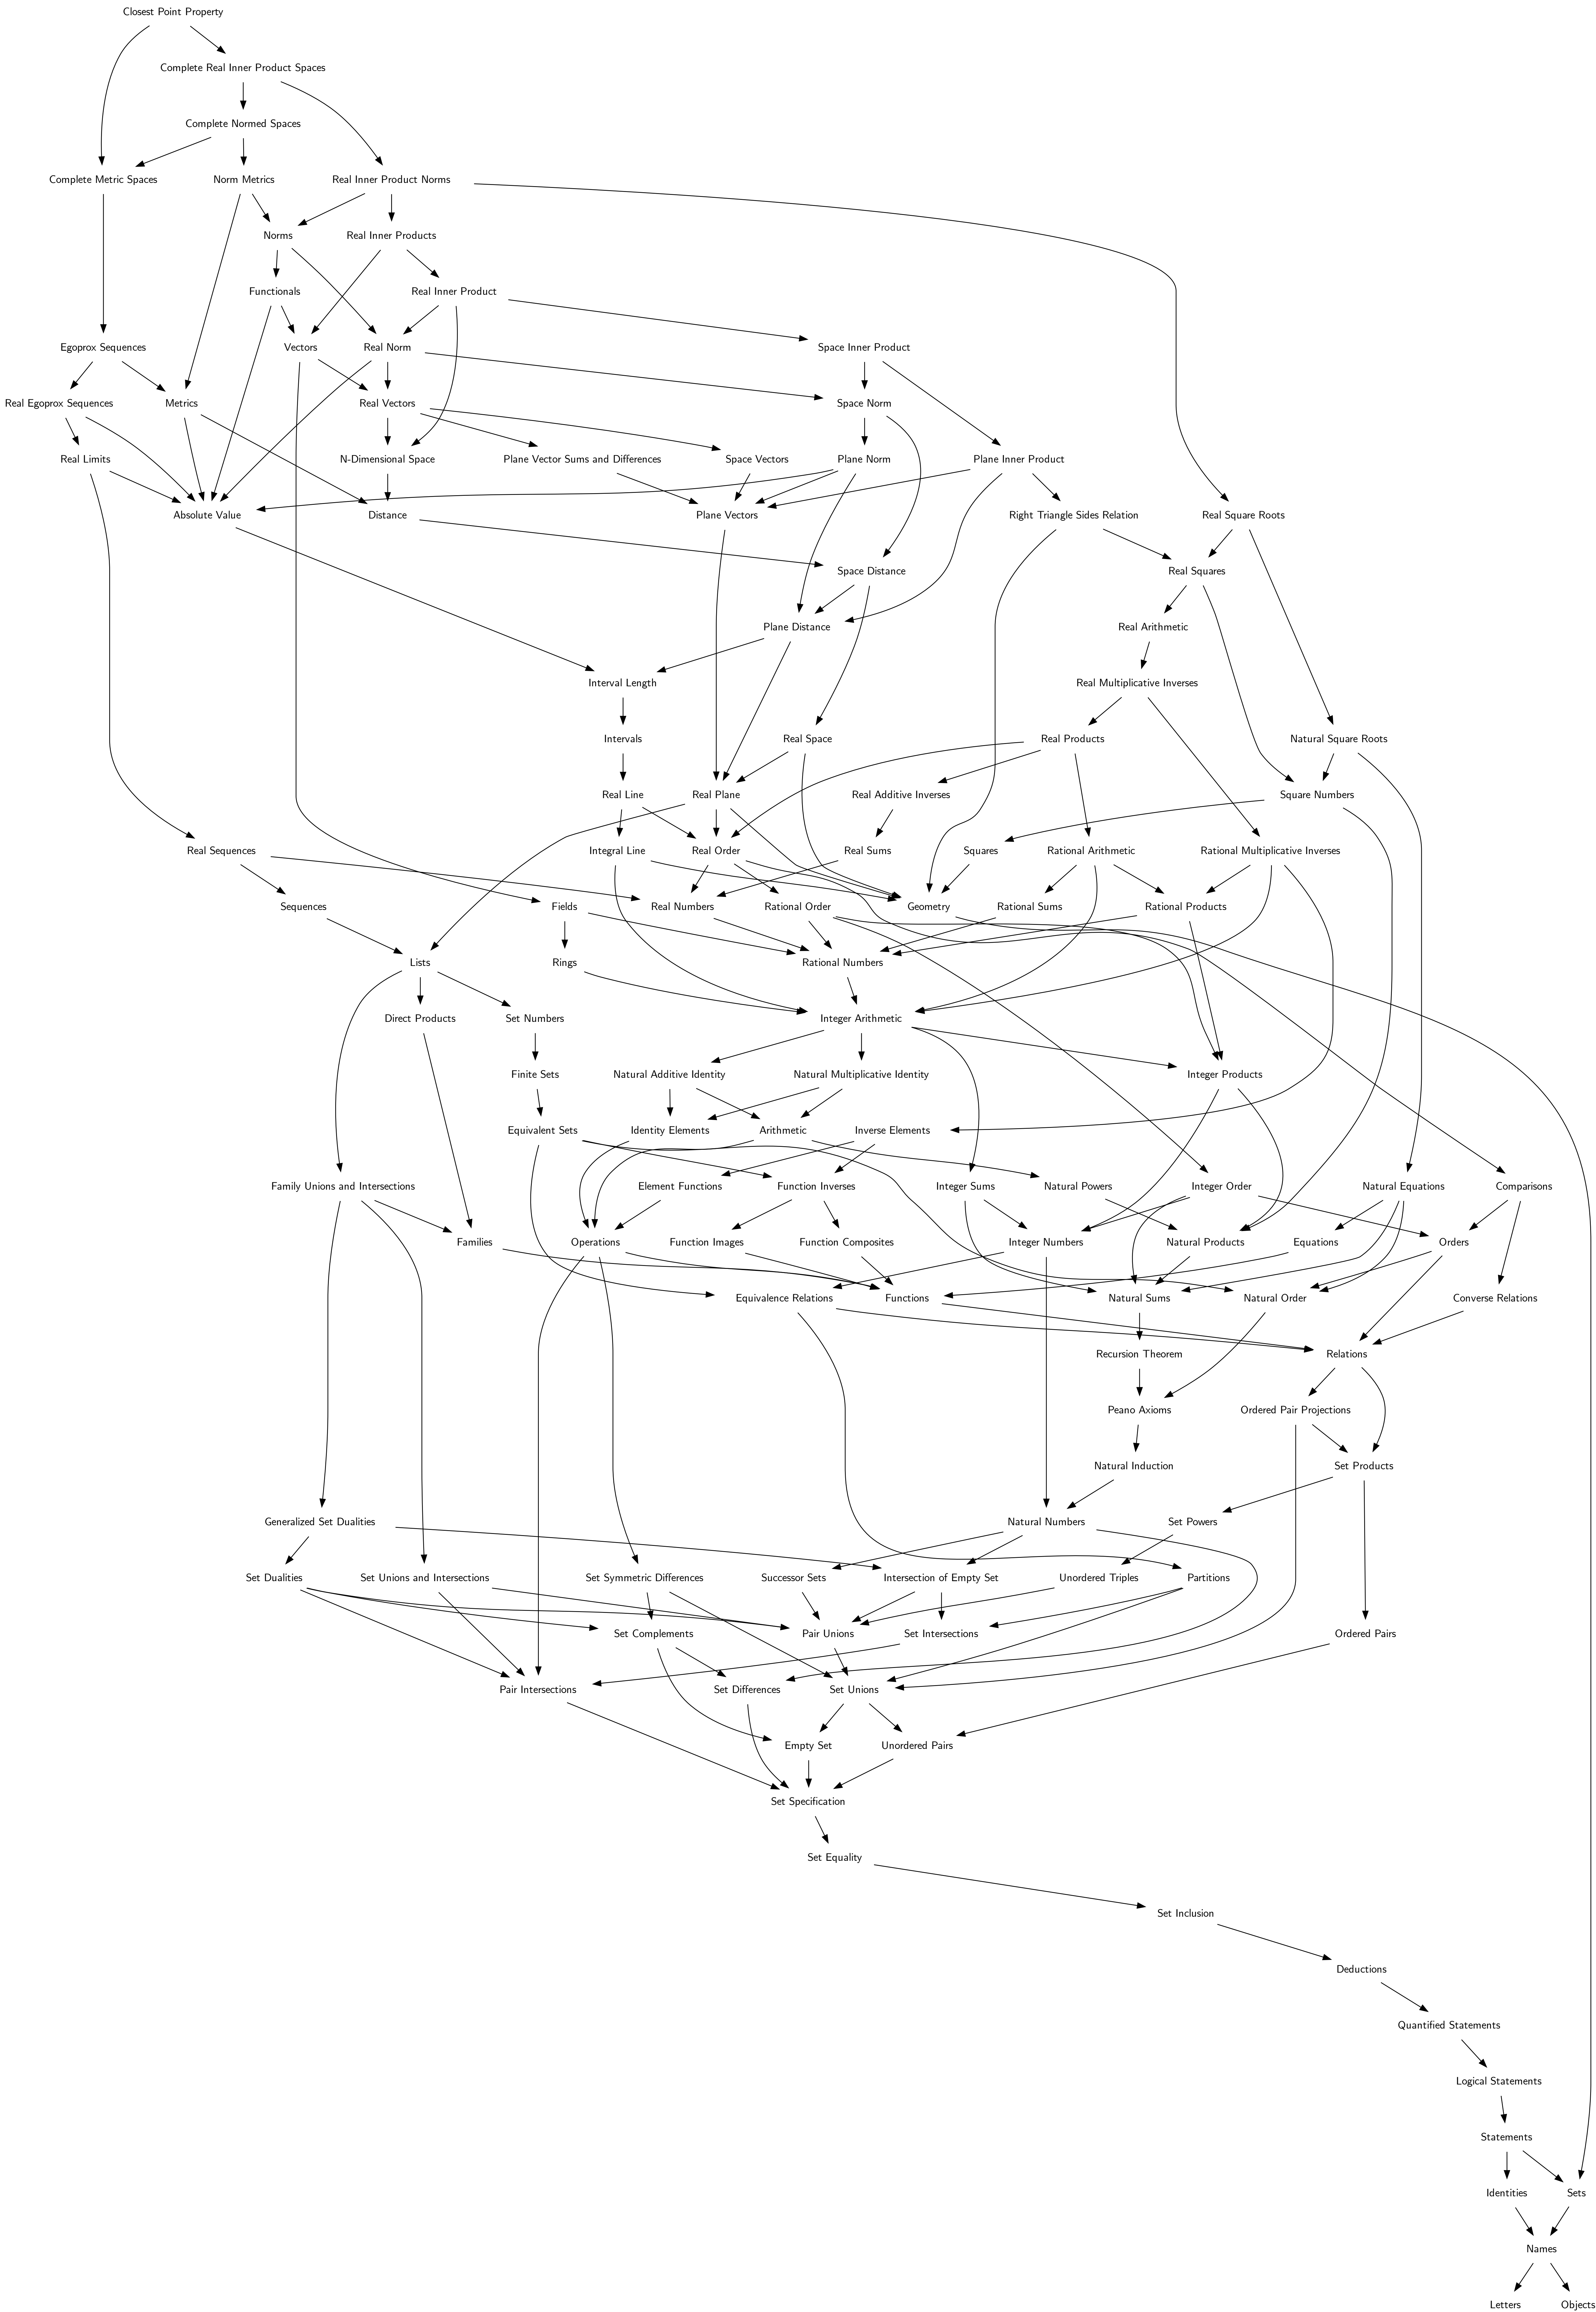 Closest Point Property
Complete Real Inner Product Spaces
Complete Normed Spaces
Complete Metric Spaces
Norm Metrics
Real Inner Product Norms
Norms
Real Inner Products
Functionals
Real Inner Product
Egoprox Sequences
Vectors
Real Norm
Space Inner Product
Real Egoprox Sequences
Metrics
Real Vectors
Space Norm
Real Limits
N-Dimensional Space
Plane Vector Sums and Differences
Space Vectors
Plane Norm
Plane Inner Product
Absolute Value
Distance
Plane Vectors
Right Triangle Sides Relation
Real Square Roots
Space Distance
Real Squares
Plane Distance
Real Arithmetic
Interval Length
Real Multiplicative Inverses
Intervals
Real Space
Real Products
Natural Square Roots
Real Line
Real Plane
Real Additive Inverses
Square Numbers
Real Sequences
Integral Line
Real Order
Real Sums
Squares
Rational Arithmetic
Rational Multiplicative Inverses
Sequences
Fields
Real Numbers
Rational Order
Geometry
Rational Sums
Rational Products
Lists
Rings
Rational Numbers
Direct Products
Set Numbers
Integer Arithmetic
Finite Sets
Natural Additive Identity
Natural Multiplicative Identity
Integer Products
Equivalent Sets
Identity Elements
Arithmetic
Inverse Elements
Family Unions and Intersections
Element Functions
Function Inverses
Integer Sums
Natural Powers
Integer Order
Natural Equations
Comparisons
Families
Operations
Function Images
Function Composites
Integer Numbers
Natural Products
Equations
Orders
Equivalence Relations
Functions
Natural Sums
Natural Order
Converse Relations
Recursion Theorem
Relations
Peano Axioms
Ordered Pair Projections
Natural Induction
Set Products
Generalized Set Dualities
Natural Numbers
Set Powers
Set Dualities
Set Unions and Intersections
Set Symmetric Differences
Successor Sets
Intersection of Empty Set
Unordered Triples
Partitions
Set Complements
Pair Unions
Set Intersections
Ordered Pairs
Pair Intersections
Set Differences
Set Unions
Empty Set
Unordered Pairs
Set Specification
Set Equality
Set Inclusion
Deductions
Quantified Statements
Logical Statements
Statements
Identities
Sets
Names
Letters
Objects